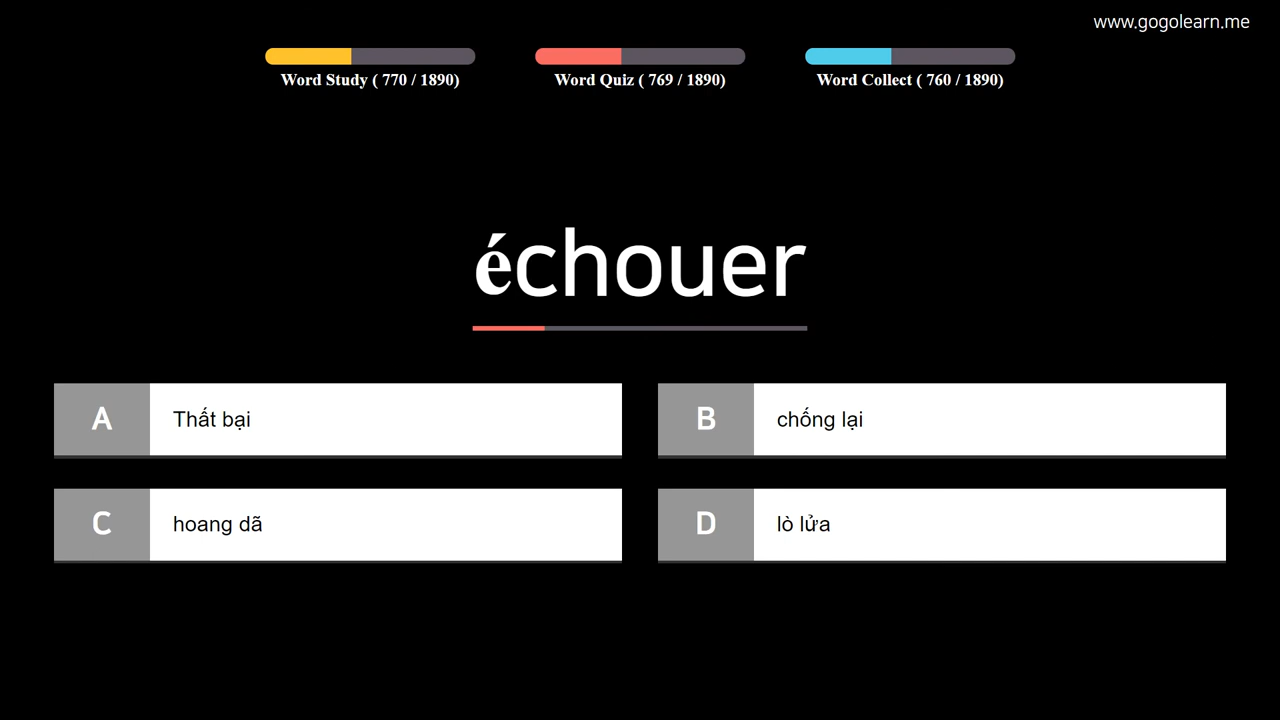 www.gogolearn.me
Word Study ( 770 / 1890)
Word Quiz ( 769 / 1890)
Word Collect ( 760 / 1890)
échouer
A Thất bại
B chống lại
C hoang dã
D lò lửa